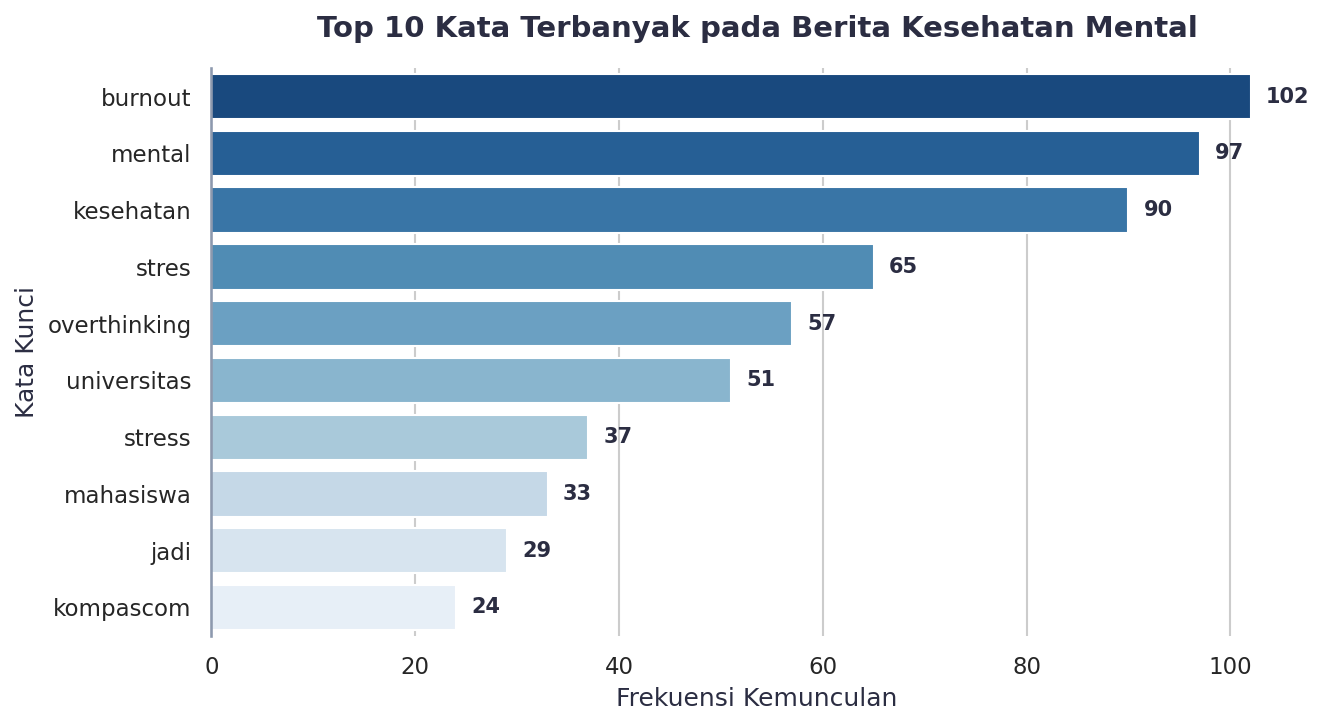 Top 10 Kata Terbanyak pada Berita Kesehatan Mental
Kata Kunci
burnout 102
mental 97
kesehatan 90
stres 65
overthinking 57
universitas 51
stress 37
mahasiswa 33
jadi 29
kompascom 24
0 20 40 60 80 100
Frekuensi Kemunculan